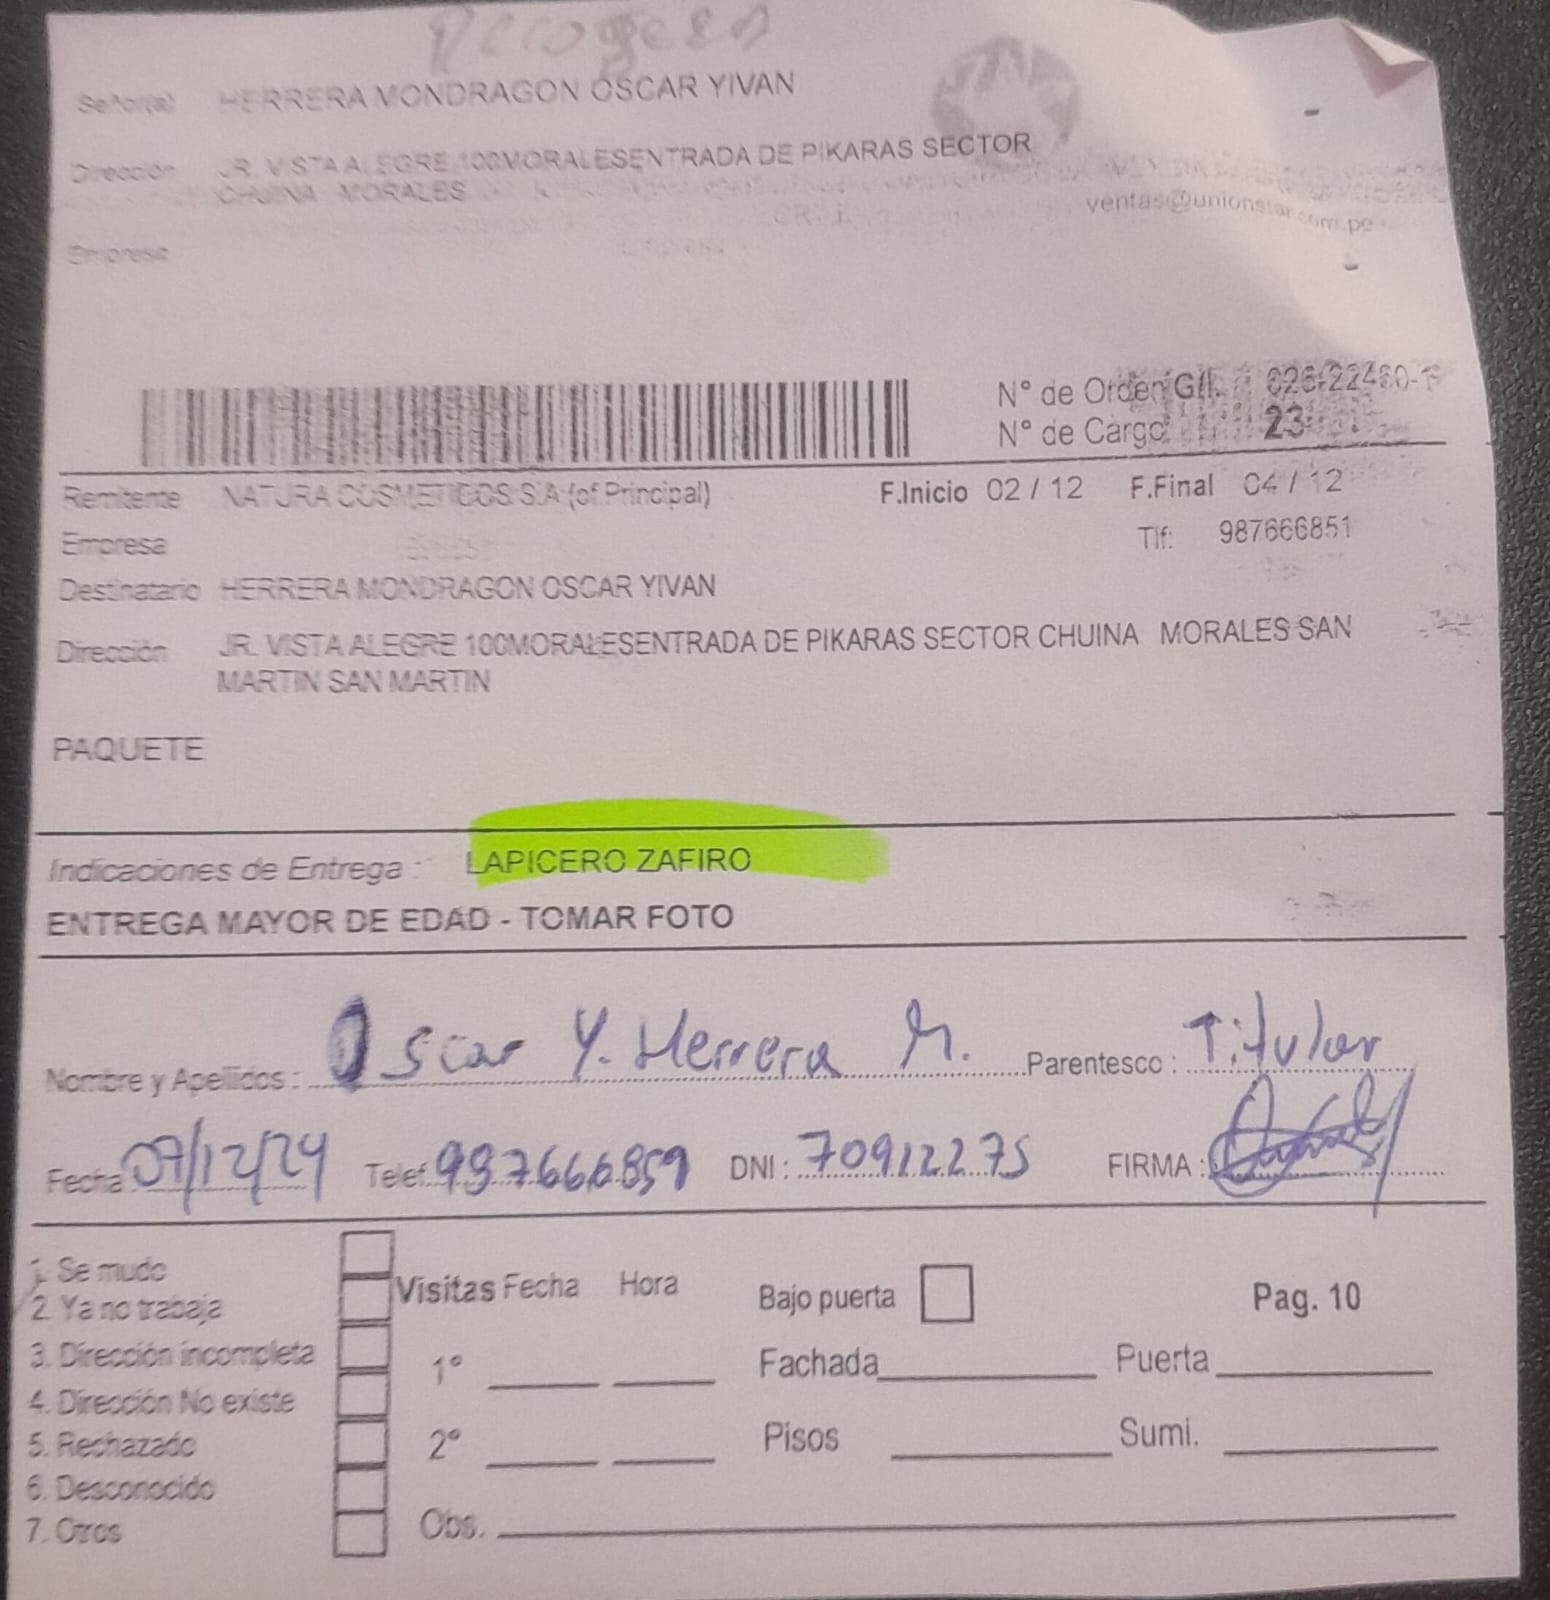 Señor(s) HERRERA MONDRAGON OSCAR YIVAN
Dirección JR. VISTA ALEGRE 100MORALESENTRADA DE PIKARAS SECTOR
CHUINA MORALES
ventas@unionstar.com.pe
Empresa
N° de Orden G/I. 026-22460-1
N° de Cargo 23
Remitente NATURA COSMETICOS S.A (of Principal) F.Inicio 02 / 12 F.Final 04 / 12
Empresa Tlf: 987666851
Destinatario HERRERA MONDRAGON OSCAR YIVAN
Dirección JR. VISTA ALEGRE 100MORALESENTRADA DE PIKARAS SECTOR CHUINA MORALES SAN
MARTIN SAN MARTIN
PAQUETE
Indicaciones de Entrega : LAPICERO ZAFIRO
ENTREGA MAYOR DE EDAD - TOMAR FOTO
Nombre y Apellidos : Oscar Y. Herrera M. Parentesco : Titular
Fecha 07/12/24 Telef. 997666859 DNI : 70912275 FIRMA :
1. Se mudo
2. Ya no trabaja
3. Dirección incompleta
4. Dirección No existe
5. Rechazado
6. Desconocido
7. Otros
Visitas Fecha Hora
1°
2°
Obs.
Bajo puerta Pag. 10
Fachada Puerta
Pisos Sumi.